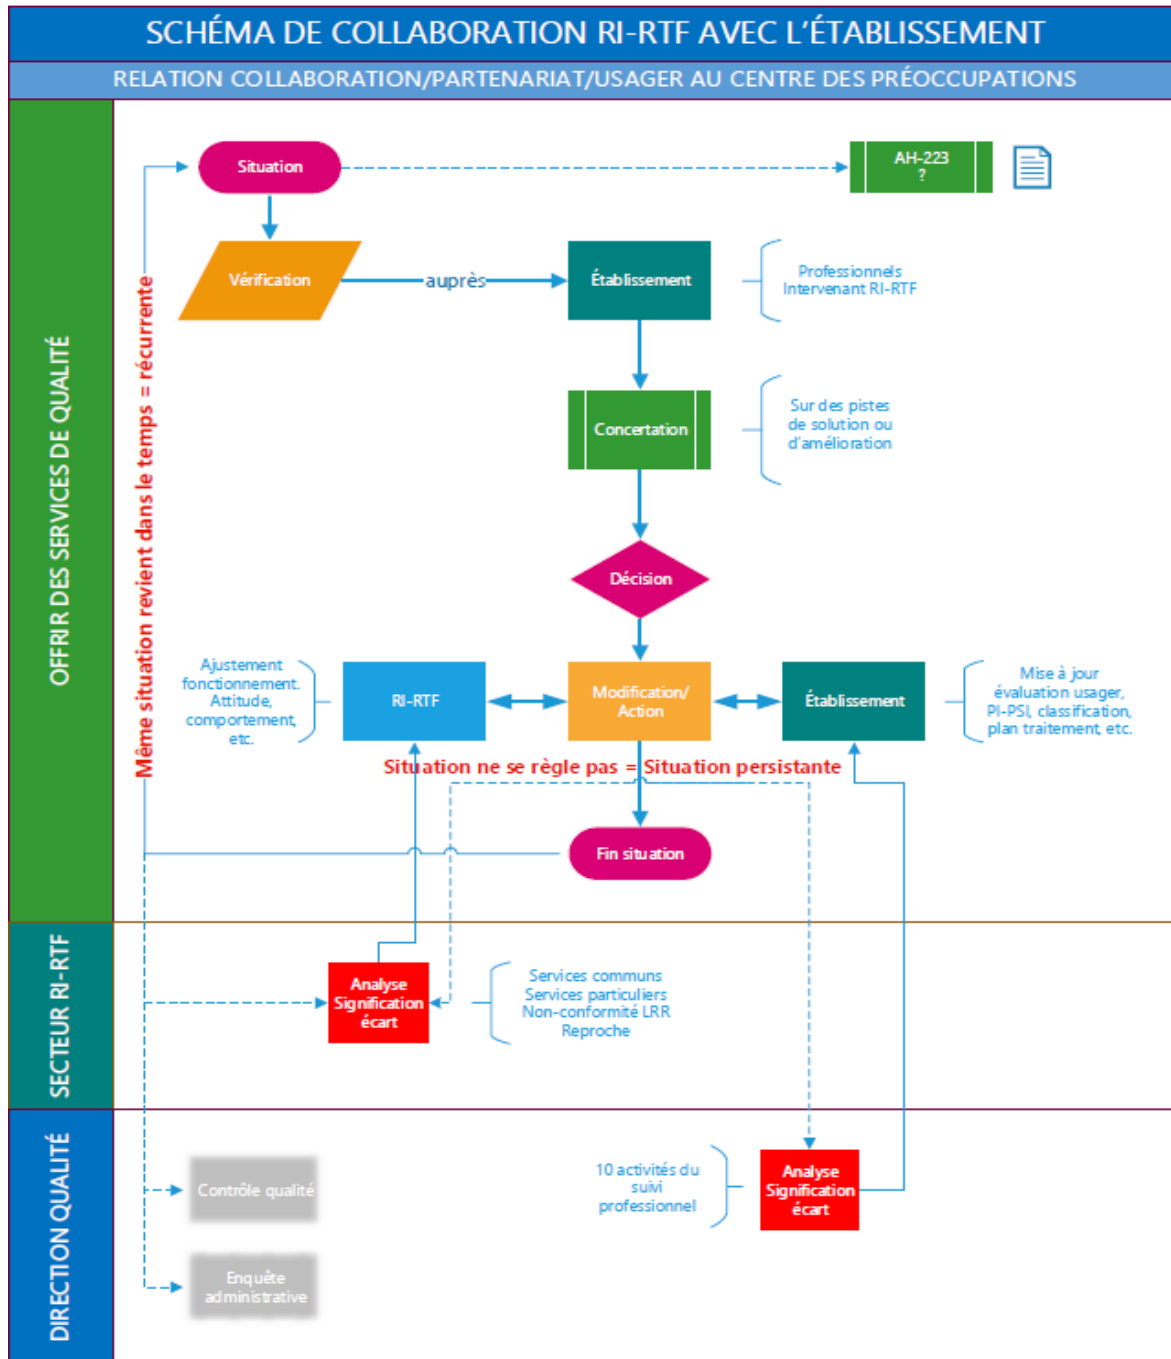 SCHÉMA DE COLLABORATION RI-RTF AVEC L'ÉTABLISSEMENT
RELATION COLLABORATION/PARTENARIAT/USAGER AU CENTRE DES PRÉOCCUPATIONS
OFFRIR DES SERVICES DE QUALITÉ
Même situation revient dans le temps = récurrente
Situation
AH-223
?
Vérification
auprès
Établissement
Professionnels
Intervenant RI-RTF
Concertation
Sur des pistes
de solution ou
d'amélioration
Décision
Ajustement
fonctionnement.
Attitude,
comportement,
etc.
RI-RTF
Modification/
Action
Établissement
Mise à jour
évaluation usager,
PI-PSI, classification,
plan traitement, etc.
Situation ne se règle pas = Situation persistante
Fin situation
SECTEUR RI-RTF
Analyse
Signification
écart
Services communs
Services particuliers
Non-conformité LRR
Reproche
DIRECTION QUALITÉ
Contrôle qualité
10 activités du
suivi
professionnel
Analyse
Signification
écart
Enquête
administrative